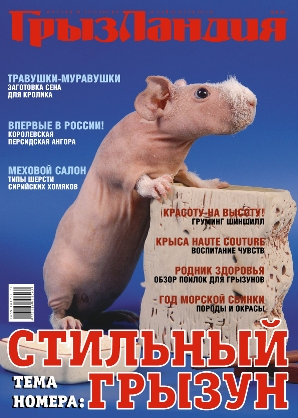 ГрызЛандия
ТРАВУШКИ-МУРАВУШКИ
ЗАГОТОВКА СЕНА
ДЛЯ КРОЛИКА
ВПЕРВЫЕ В РОССИИ!
КОРОЛЕВСКАЯ
ПЕРСИДСКАЯ АНГОРА
МЕХОВОЙ САЛОН
ТИПЫ ШЕРСТИ
СИРИЙСКИХ ХОМЯКОВ
КРАСОТУ-НА ВЫСОТУ!
ГРУМИНГ ШИНШИЛЛ
КРЫСА HAUTE COUTURE
ВОСПИТАНИЕ ЧУВСТВ
РОДНИК ЗДОРОВЬЯ
ОБЗОР ПОИЛОК ДЛЯ ГРЫЗУНОВ
ГОД МОРСКОЙ СВИНКИ
ПОРОДЫ И ОКРАСЫ
СТИЛЬНЫЙ
ТЕМА
НОМЕРА:
ГРЫЗУН